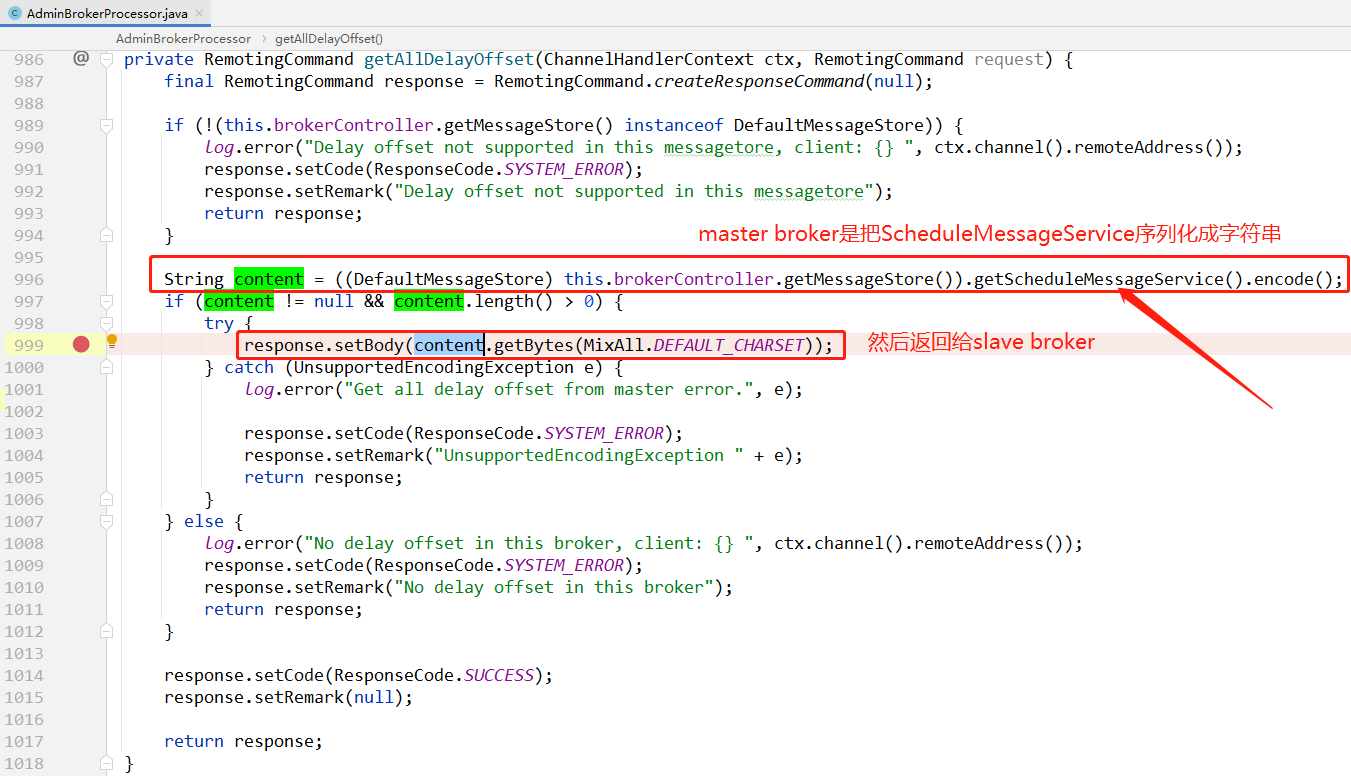 AdminBrokerProcessor.java
AdminBrokerProcessor › getAllDelayOffset()
986 @ private RemotingCommand getAllDelayOffset(ChannelHandlerContext ctx, RemotingCommand request) {
987 final RemotingCommand response = RemotingCommand.createResponseCommand(null);
988
989 if (!(this.brokerController.getMessageStore() instanceof DefaultMessageStore)) {
990 log.error("Delay offset not supported in this messagetore, client: {} ", ctx.channel().remoteAddress());
991 response.setCode(ResponseCode.SYSTEM_ERROR);
992 response.setRemark("Delay offset not supported in this messagetore");
993 return response;
994 }
master broker是把ScheduleMessageService序列化成字符串
995
996 String content = ((DefaultMessageStore) this.brokerController.getMessageStore()).getScheduleMessageService().encode();
997 if (content != null && content.length() > 0) {
998 try {
999 response.setBody(content.getBytes(MixAll.DEFAULT_CHARSET)); 然后返回给slave broker
1000 } catch (UnsupportedEncodingException e) {
1001 log.error("Get all delay offset from master error.", e);
1002
1003 response.setCode(ResponseCode.SYSTEM_ERROR);
1004 response.setRemark("UnsupportedEncodingException " + e);
1005 return response;
1006 }
1007 } else {
1008 log.error("No delay offset in this broker, client: {} ", ctx.channel().remoteAddress());
1009 response.setCode(ResponseCode.SYSTEM_ERROR);
1010 response.setRemark("No delay offset in this broker");
1011 return response;
1012 }
1013
1014 response.setCode(ResponseCode.SUCCESS);
1015 response.setRemark(null);
1016
1017 return response;
1018 }